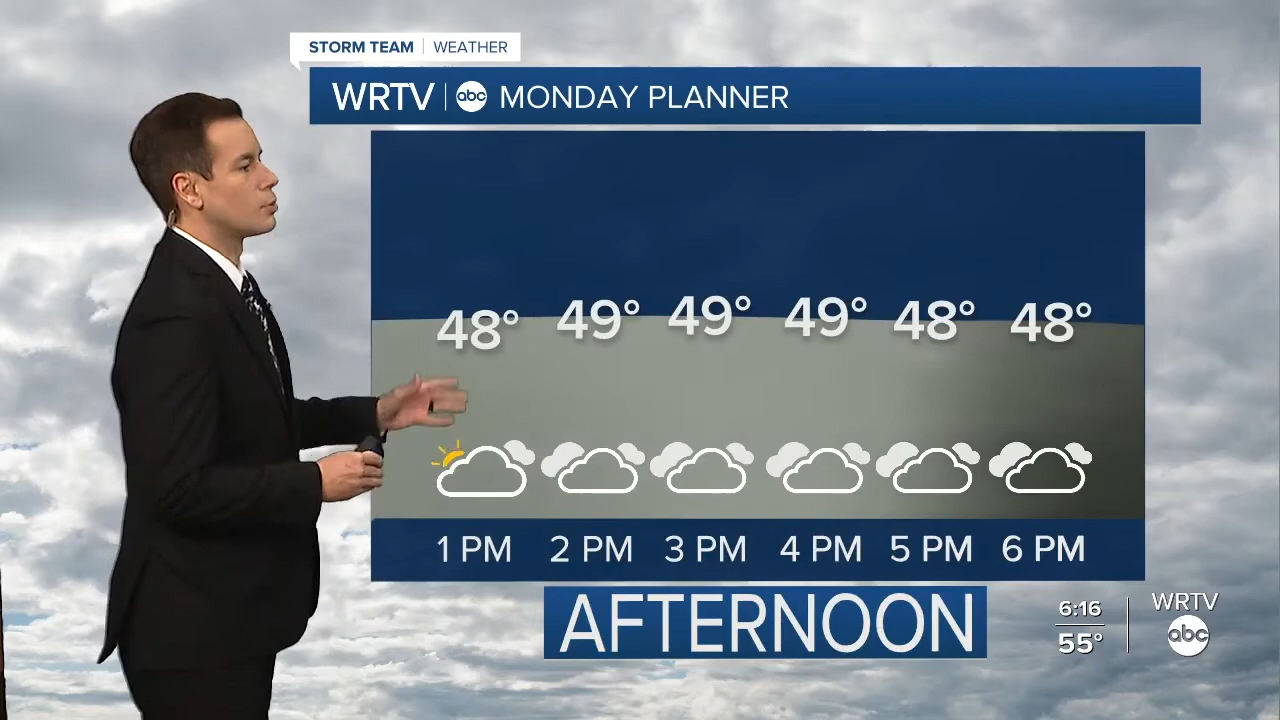 STORM TEAM | WEATHER
WRTV | abc MONDAY PLANNER
48° 49° 49° 49° 48° 48°
1 PM 2 PM 3 PM 4 PM 5 PM 6 PM
AFTERNOON
6:16
55°
WRTV
abc